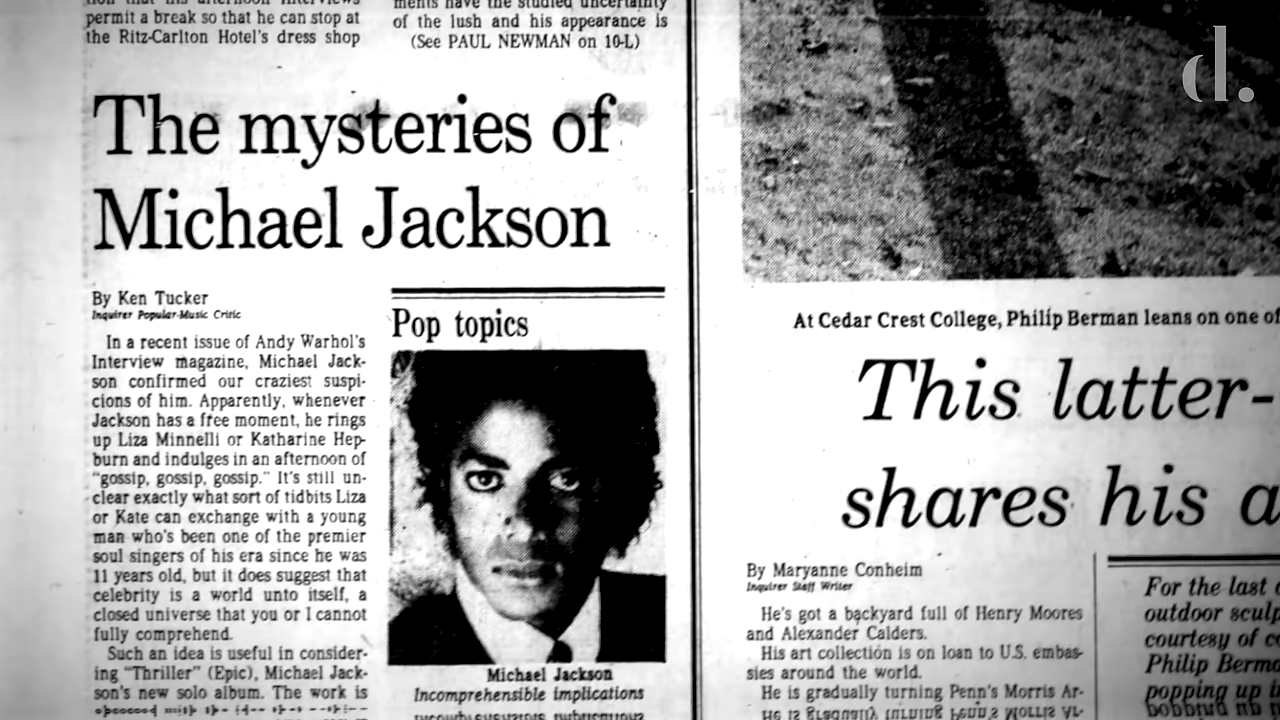 permit a break so that he can stop at
the Ritz-Carlton Hotel's dress shop
ments have the studied uncertainty
of the lush and his appearance is
(See PAUL NEWMAN on 10-L)
The mysteries of
Michael Jackson
By Ken Tucker
Inquirer Popular-Music Critic
In a recent issue of Andy Warhol's
Interview magazine, Michael Jack-
son confirmed our craziest suspi-
cions of him. Apparently, whenever
Jackson has a free moment, he rings
up Liza Minnelli or Katharine Hep-
burn and indulges in an afternoon of
"gossip, gossip, gossip." It's still un-
clear exactly what sort of tidbits Liza
or Kate can exchange with a young
man who's been one of the premier
soul singers of his era since he was
11 years old, but it does suggest that
celebrity is a world unto itself, a
closed universe that you or I cannot
fully comprehend.
Such an idea is useful in consider-
ing "Thriller" (Epic), Michael Jack-
son's new solo album. The work is
Pop topics
Michael Jackson
Incomprehensible implications
d.
At Cedar Crest College, Philip Berman leans on one of
This latter-
shares his a
By Maryanne Conheim
Inquirer Staff Writer
He's got a backyard full of Henry Moores
and Alexander Calders.
His art collection is on loan to U.S. embas-
sies around the world.
He is gradually turning Penn's Morris Ar-
For the last
outdoor sculp
courtesy of
Philip Berma
popping up